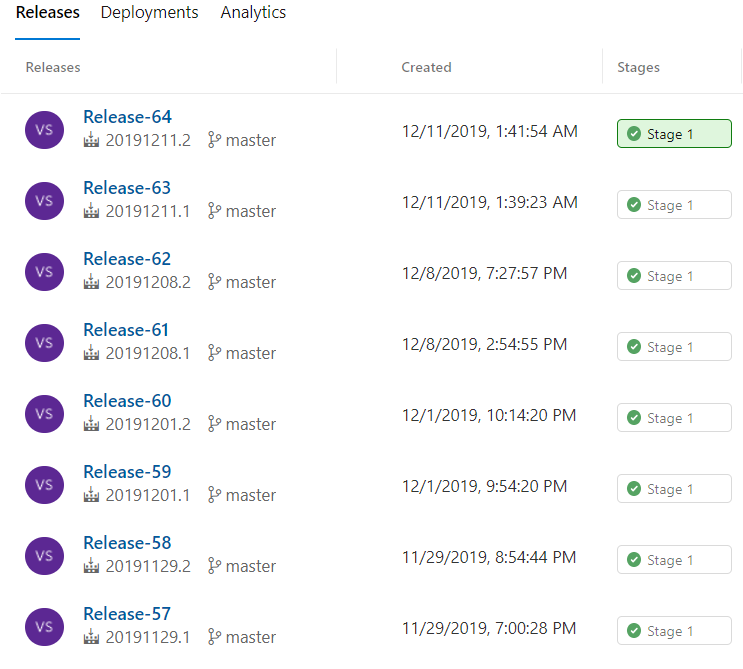 Releases Deployments Analytics
Releases Created Stages
VS Release-64 12/11/2019, 1:41:54 AM Stage 1
20191211.2 master
VS Release-63 12/11/2019, 1:39:23 AM Stage 1
20191211.1 master
VS Release-62 12/8/2019, 7:27:57 PM Stage 1
20191208.2 master
VS Release-61 12/8/2019, 2:54:55 PM Stage 1
20191208.1 master
VS Release-60 12/1/2019, 10:14:20 PM Stage 1
20191201.2 master
VS Release-59 12/1/2019, 9:54:20 PM Stage 1
20191201.1 master
VS Release-58 11/29/2019, 8:54:44 PM Stage 1
20191129.2 master
VS Release-57 11/29/2019, 7:00:28 PM Stage 1
20191129.1 master